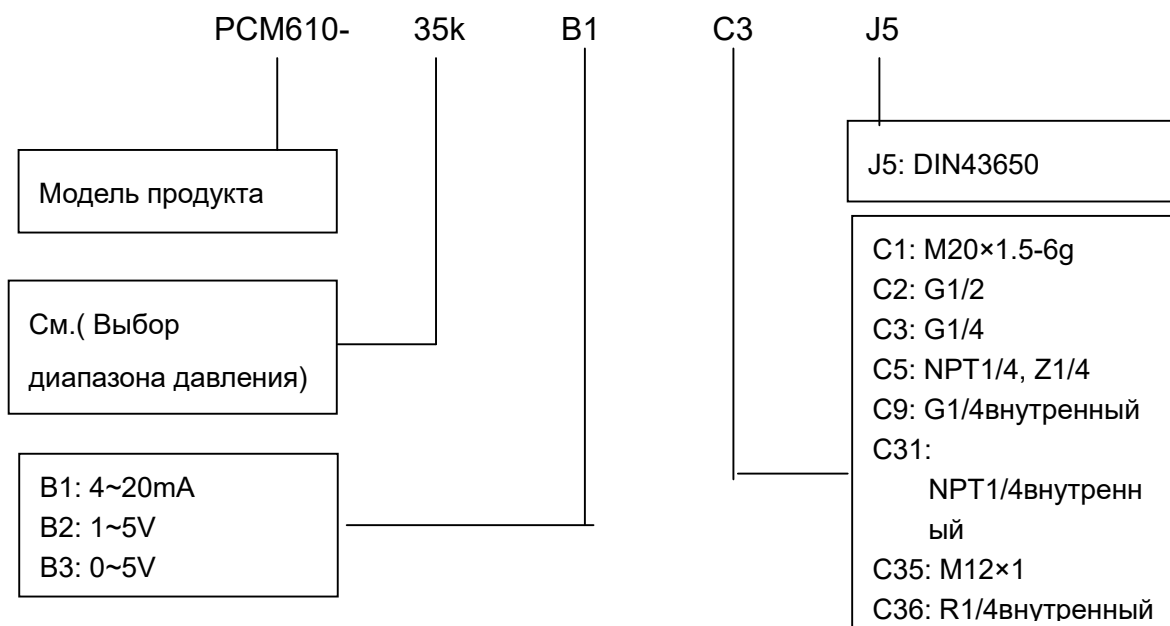 PCM610- 35k B1 C3 J5
J5: DIN43650
Модель продукта
C1: M20×1.5-6g
C2: G1/2
C3: G1/4
C5: NPT1/4, Z1/4
C9: G1/4внутренный
C31:
NPT1/4внутренн
ый
C35: M12×1
C36: R1/4внутренный
См.( Выбор
диапазона давления)
B1: 4~20mA
B2: 1~5V
B3: 0~5V